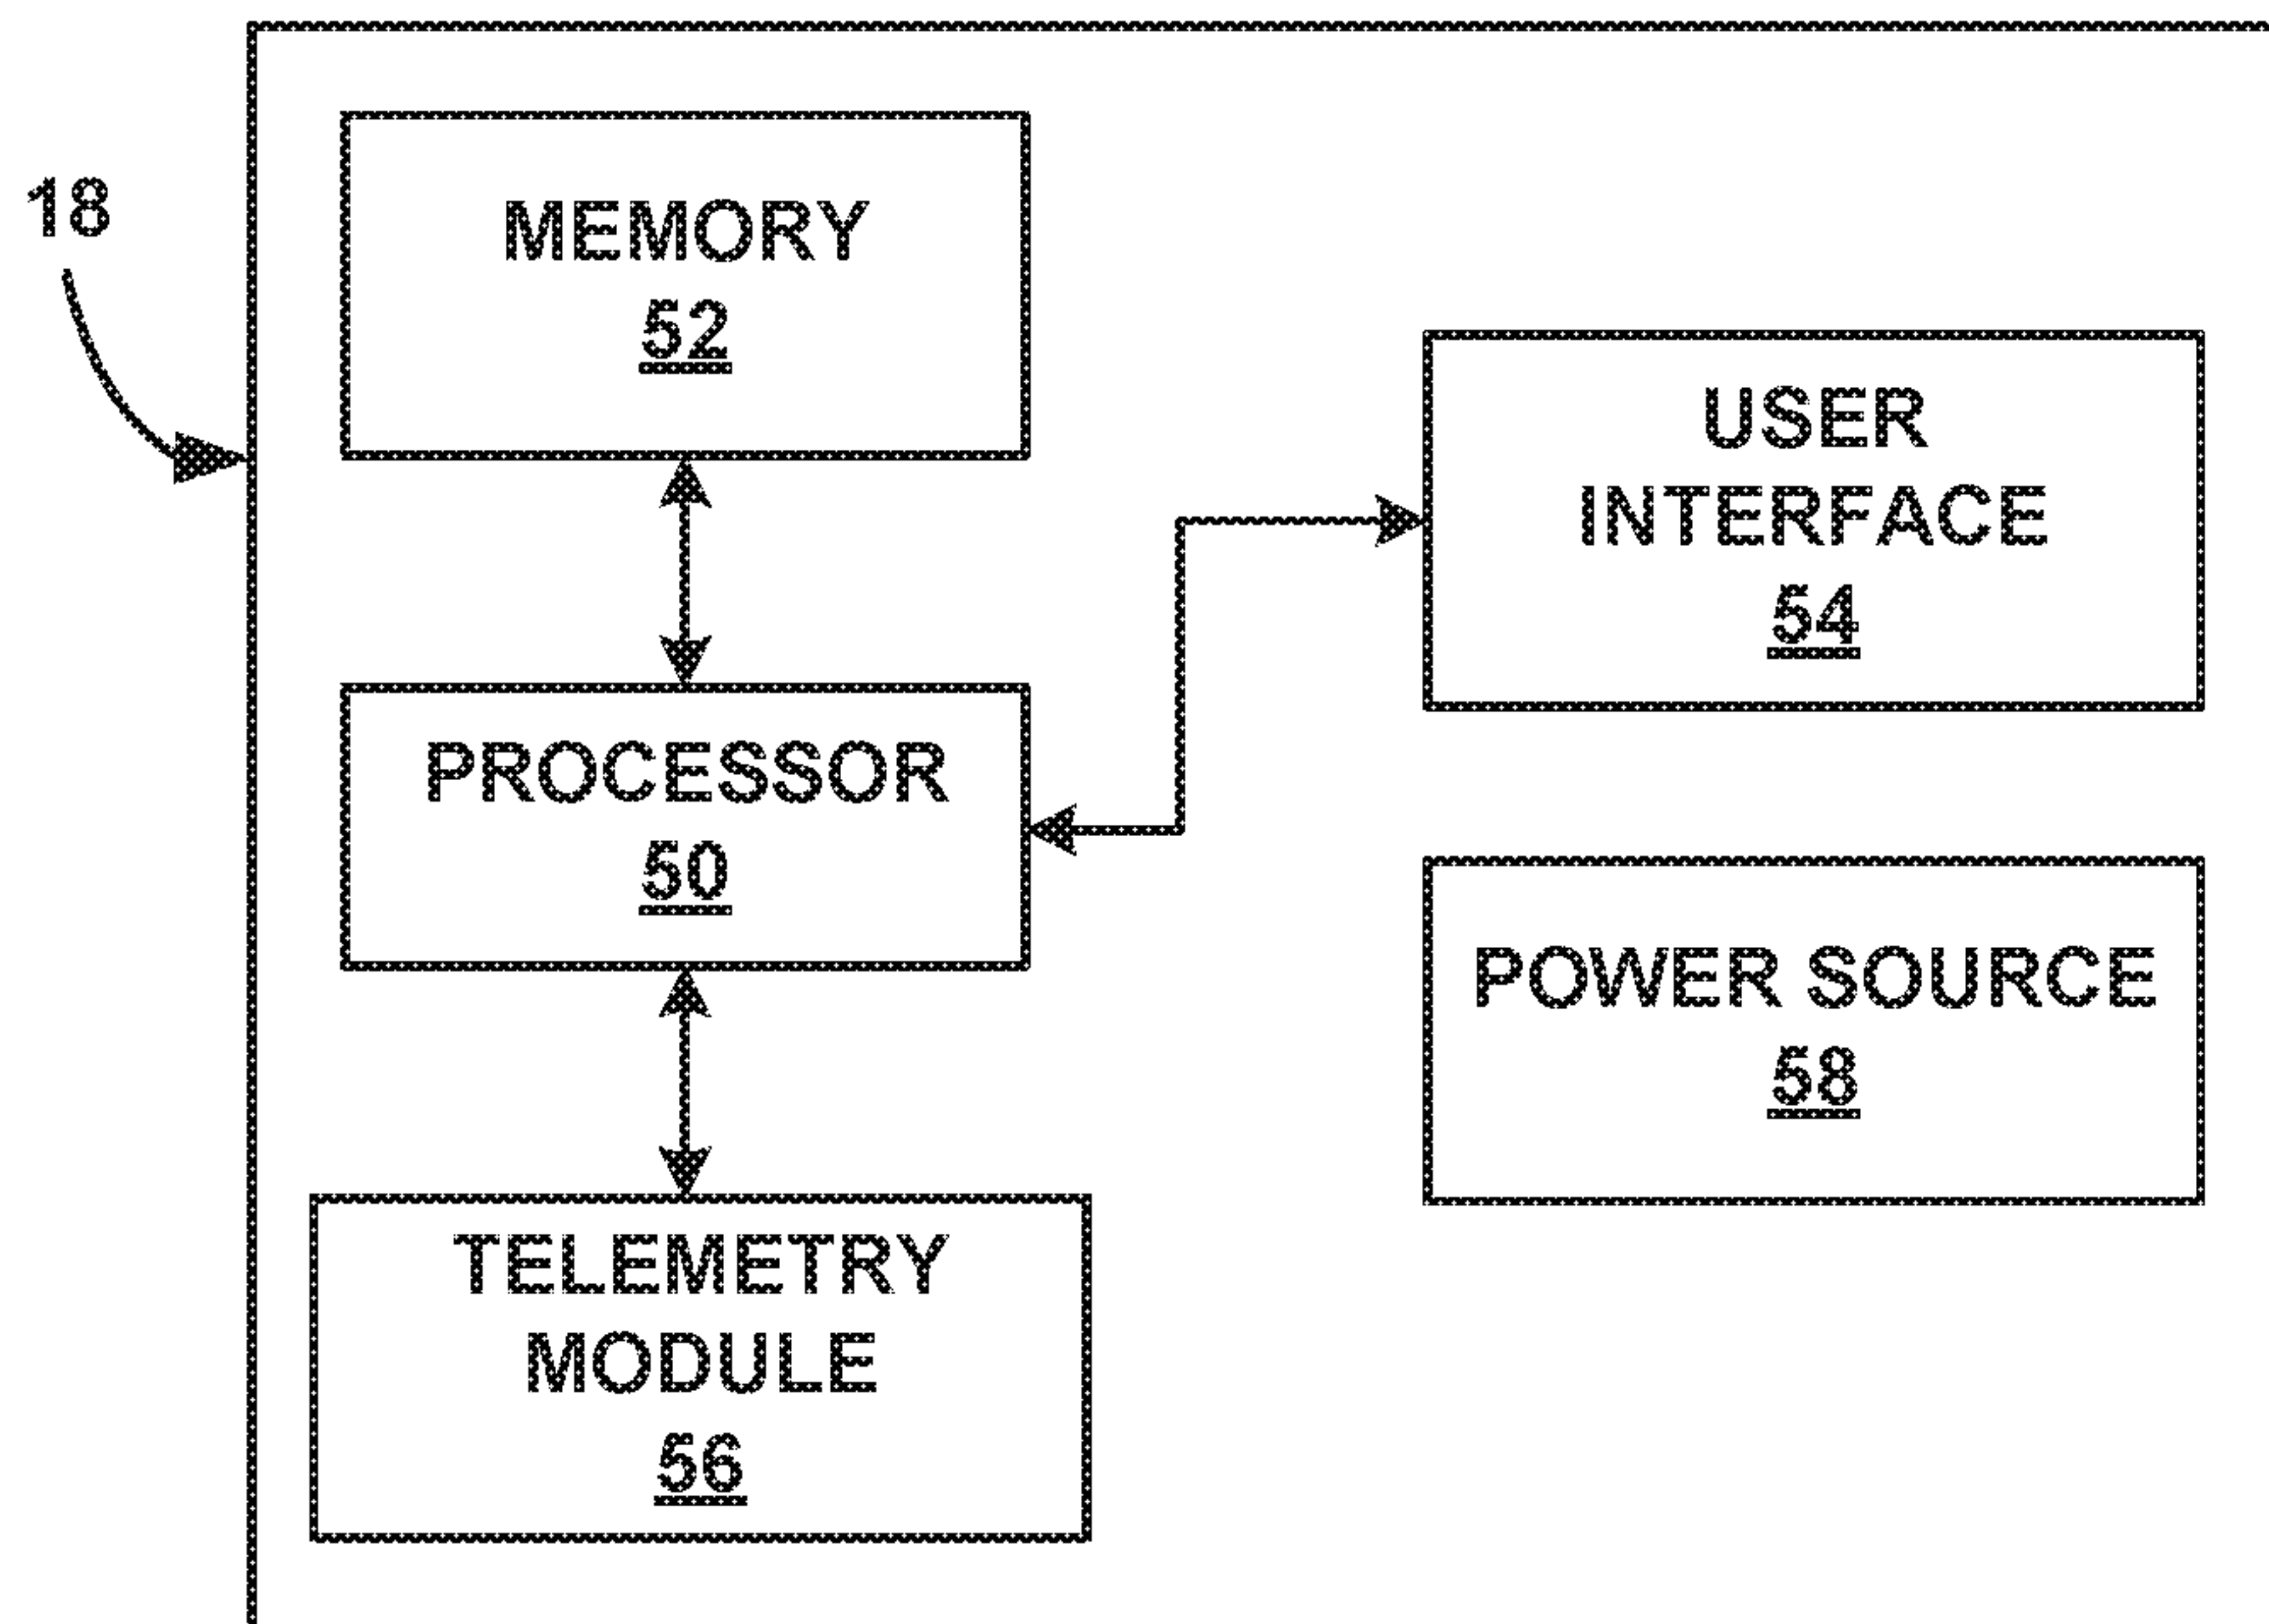 18
MEMORY
52
USER
INTERFACE
54
PROCESSOR
50
POWER SOURCE
58
TELEMETRY
MODULE
56